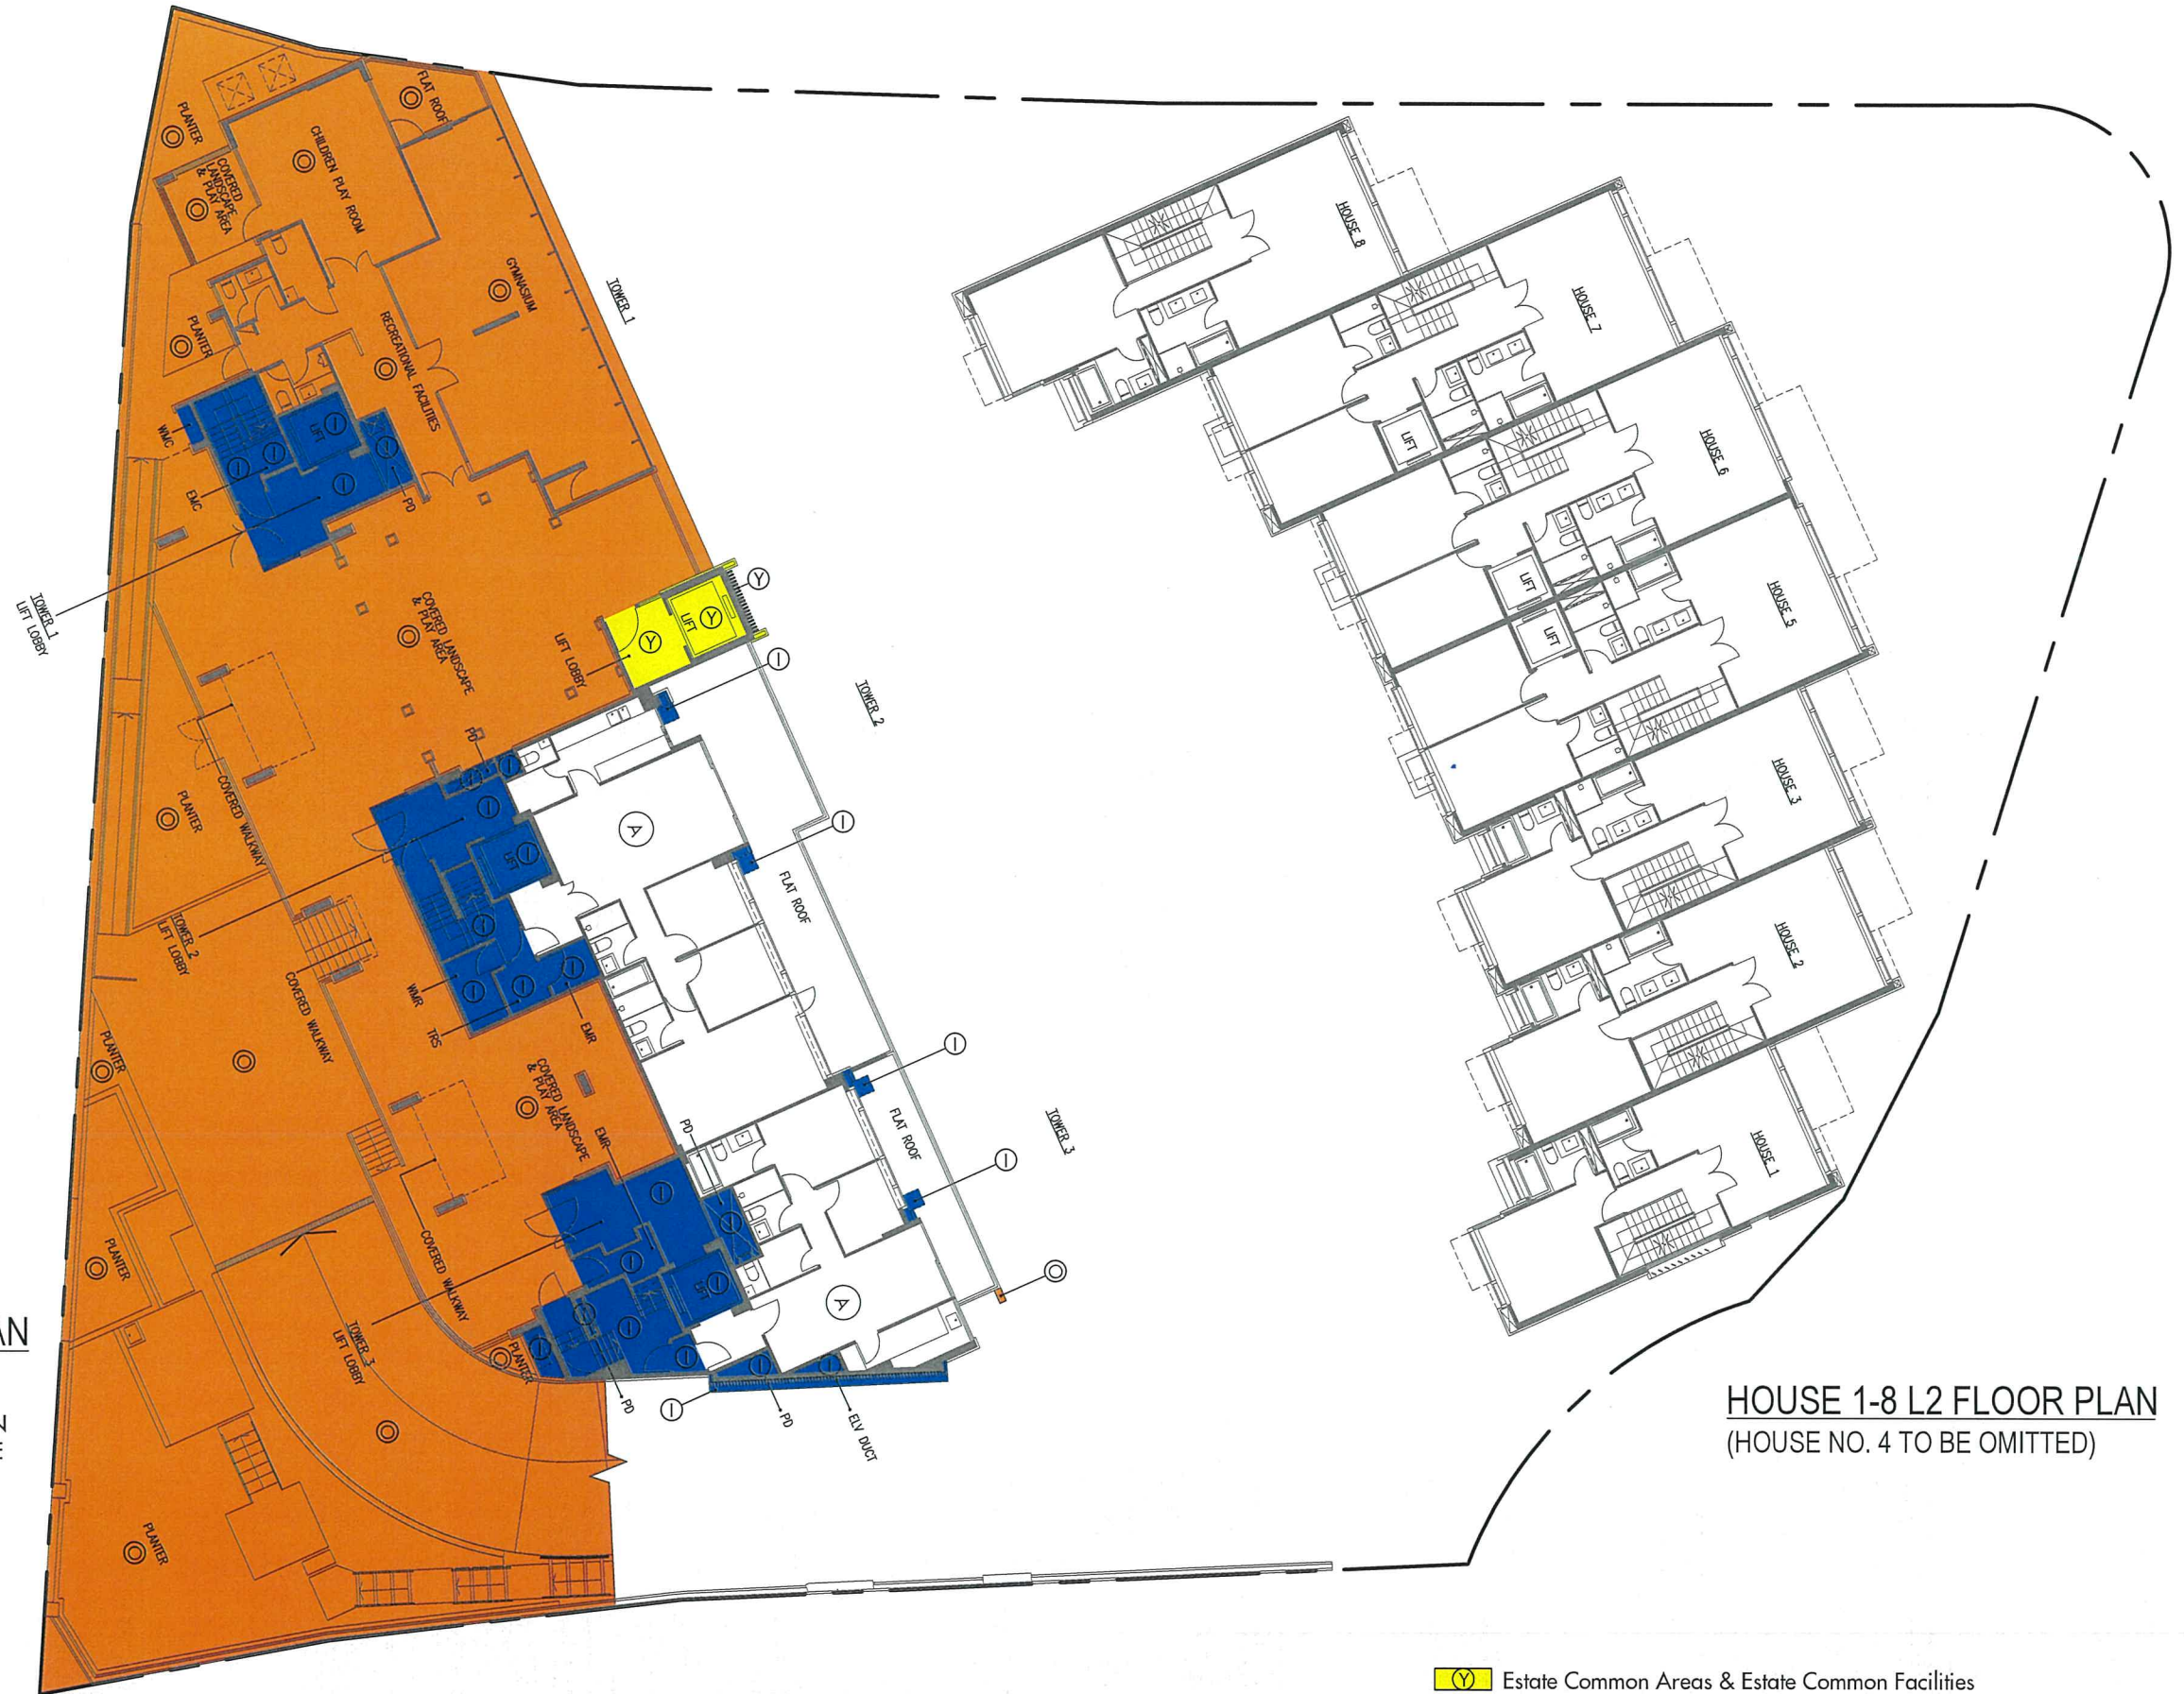 FLAT ROOF
PLANTER
CHILDREN PLAY ROOM
COVERED
LANDSCAPE
& PLAY AREA
GYMNASIUM
TOWER 1
PLANTER
RECREATIONAL FACILITIES
LIFT
WMC
EMC
PD
TOWER 1
LIFT LOBBY
COVERED LANDSCAPE
& PLAY AREA
LIFT LOBBY
LIFT
Y
Y
Y
I
TOWER 2
PD
COVERED WALKWAY
PLANTER
LIFT
A
I
FLAT ROOF
TOWER 2
LIFT LOBBY
COVERED WALKWAY
WMR
TRS
EMR
PLANTER
COVERED LANDSCAPE
& PLAY AREA
EMR
PD
I
FLAT ROOF
I
TOWER 3
PLANTER
COVERED WALKWAY
TOWER 3
LIFT LOBBY
LIFT
A
O
PLANTER
PD
I
PD
ELV DUCT
PLANTER
HOUSE 8
HOUSE 7
LIFT
HOUSE 6
LIFT
HOUSE 5
LIFT
HOUSE 3
HOUSE 2
HOUSE 1
AN
N
HOUSE 1-8 L2 FLOOR PLAN
(HOUSE NO. 4 TO BE OMITTED)
Y Estate Common Areas & Estate Common Facilities